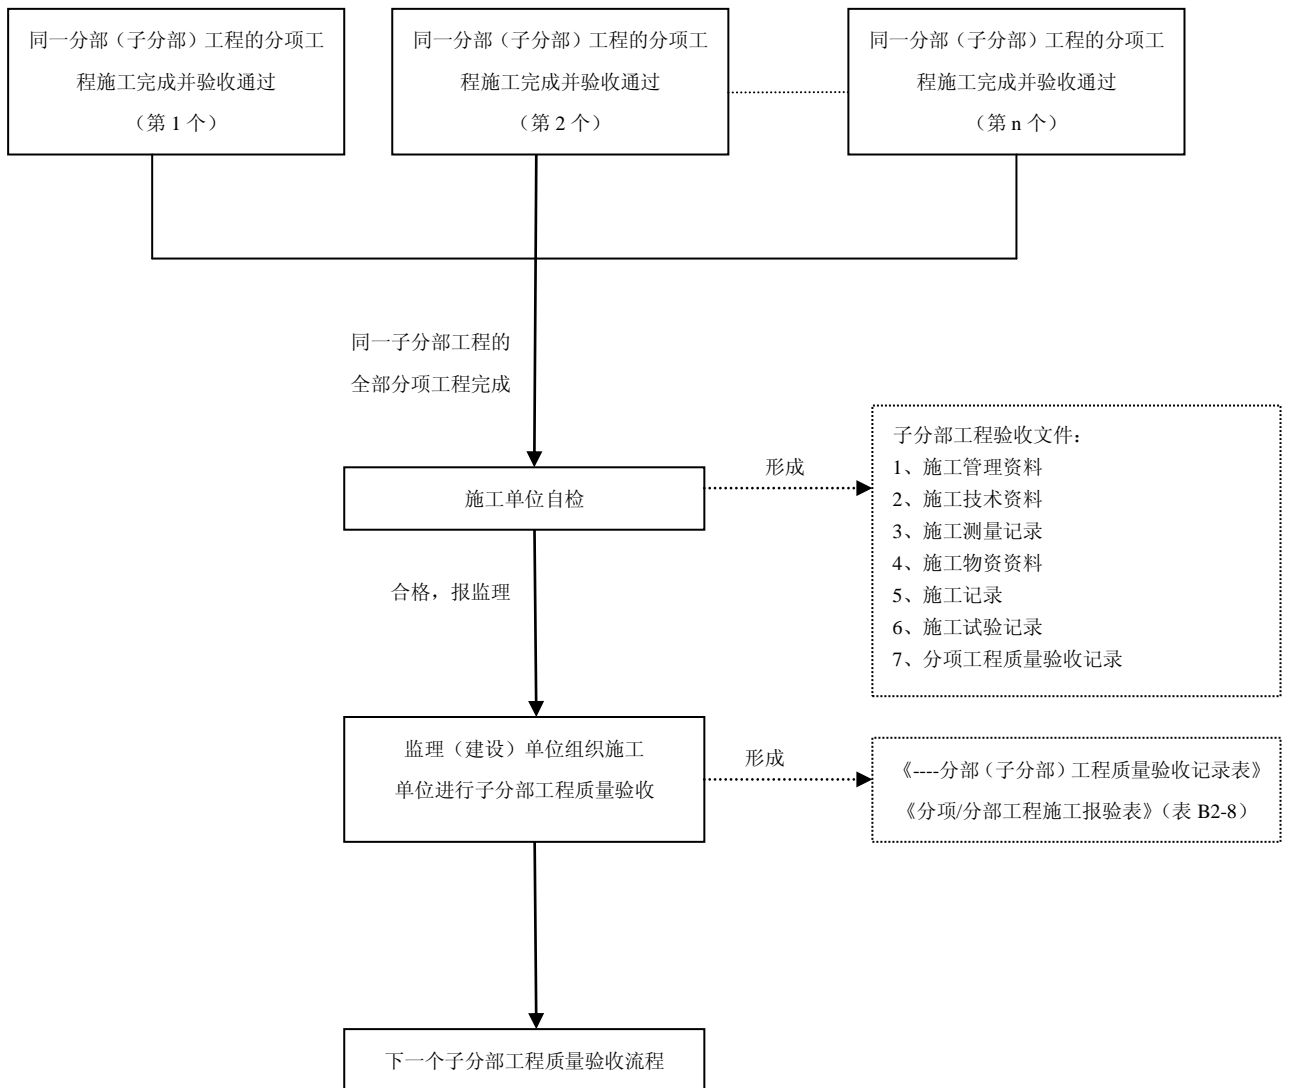 同一分部（子分部）工程的分项工
程施工完成并验收通过
（第 1 个）
同一分部（子分部）工程的分项工
程施工完成并验收通过
（第 2 个）
同一分部（子分部）工程的分项工
程施工完成并验收通过
（第 n 个）
同一子分部工程的
全部分项工程完成
施工单位自检
形成
子分部工程验收文件：
1、施工管理资料
2、施工技术资料
3、施工测量记录
4、施工物资资料
5、施工记录
6、施工试验记录
7、分项工程质量验收记录
合格，报监理
监理（建设）单位组织施工
单位进行子分部工程质量验收
形成
《----分部（子分部）工程质量验收记录表》
《分项/分部工程施工报验表》（表 B2-8）
下一个子分部工程质量验收流程